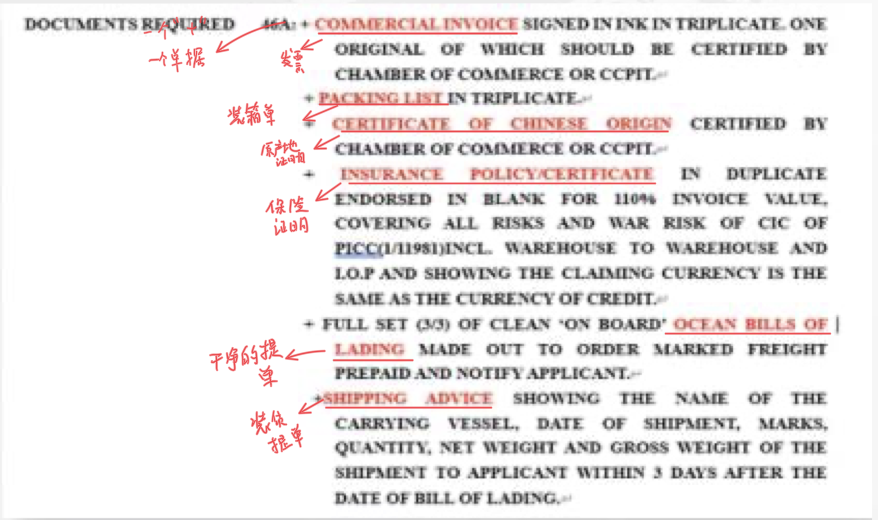 DOCUMENTS REQUIRED 46A: + COMMERCIAL INVOICE SIGNED IN INK IN TRIPLICATE. ONE
一个"+"
一个单据
发票
ORIGINAL OF WHICH SHOULD BE CERTIFIED BY
CHAMBER OF COMMERCE OR CCPIT.
+ PACKING LIST IN TRIPLICATE.
装箱单
+ CERTIFICATE OF CHINESE ORIGIN CERTIFIED BY
CHAMBER OF COMMERCE OR CCPIT.
原产地
证明
+ INSURANCE POLICY/CERTFICATE IN DUPLICATE
ENDORSED IN BLANK FOR 110% INVOICE VALUE,
保险
证明
COVERING ALL RISKS AND WAR RISK OF CIC OF
PICC(1/11981)INCL. WAREHOUSE TO WAREHOUSE AND
I.O.P AND SHOWING THE CLAIMING CURRENCY IS THE
SAME AS THE CURRENCY OF CREDIT.
+ FULL SET (3/3) OF CLEAN 'ON BOARD' OCEAN BILLS OF
LADING MADE OUT TO ORDER MARKED FREIGHT
干净的提
单
PREPAID AND NOTIFY APPLICANT.
+SHIPPING ADVICE SHOWING THE NAME OF THE
装货
提单
CARRYING VESSEL, DATE OF SHIPMENT, MARKS,
QUANTITY, NET WEIGHT AND GROSS WEIGHT OF THE
SHIPMENT TO APPLICANT WITHIN 3 DAYS AFTER THE
DATE OF BILL OF LADING.